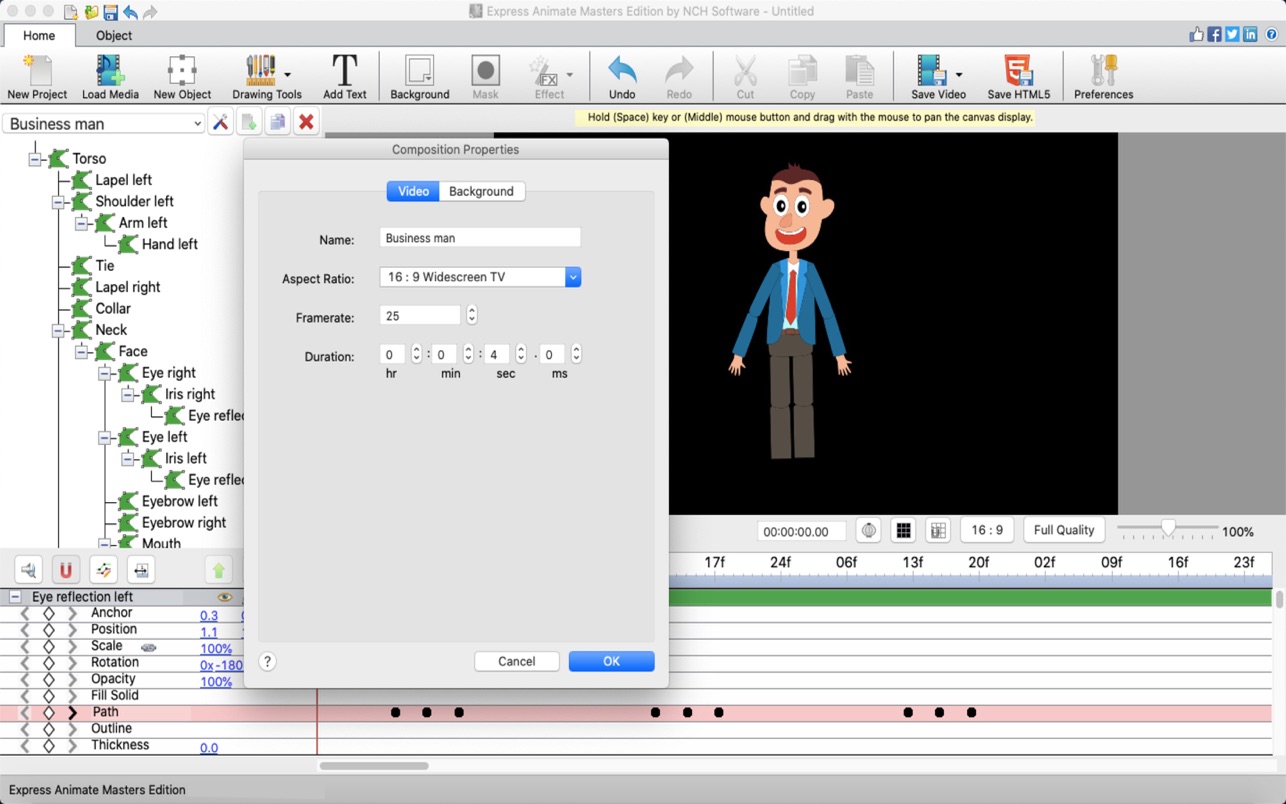 Express Animate Masters Edition by NCH Software - Untitled
Home Object
New Project Load Media New Object Drawing Tools Add Text Background Mask Effect Undo Redo Cut Copy Paste Save Video Save HTML5 Preferences
Business man
Hold (Space) key or (Middle) mouse button and drag with the mouse to pan the canvas display.
Torso
Lapel left
Shoulder left
Arm left
Hand left
Tie
Lapel right
Collar
Neck
Face
Eye right
Iris right
Eye refle
Eye left
Iris left
Eye refle
Eyebrow left
Eyebrow right
Mouth
Composition Properties
Video Background
Name: Business man
Aspect Ratio: 16 : 9 Widescreen TV
Framerate: 25
Duration: 0 : 0 : 4 . 0
hr min sec ms
? Cancel OK
00:00:00.00 16 : 9 Full Quality 100%
17f 24f 06f 13f 20f 02f 09f 16f 23f
Eye reflection left
Anchor 0.3
Position 1.1
Scale 100%
Rotation 0x-180
Opacity 100%
Fill Solid
Path
Outline
Thickness 0.0
Express Animate Masters Edition